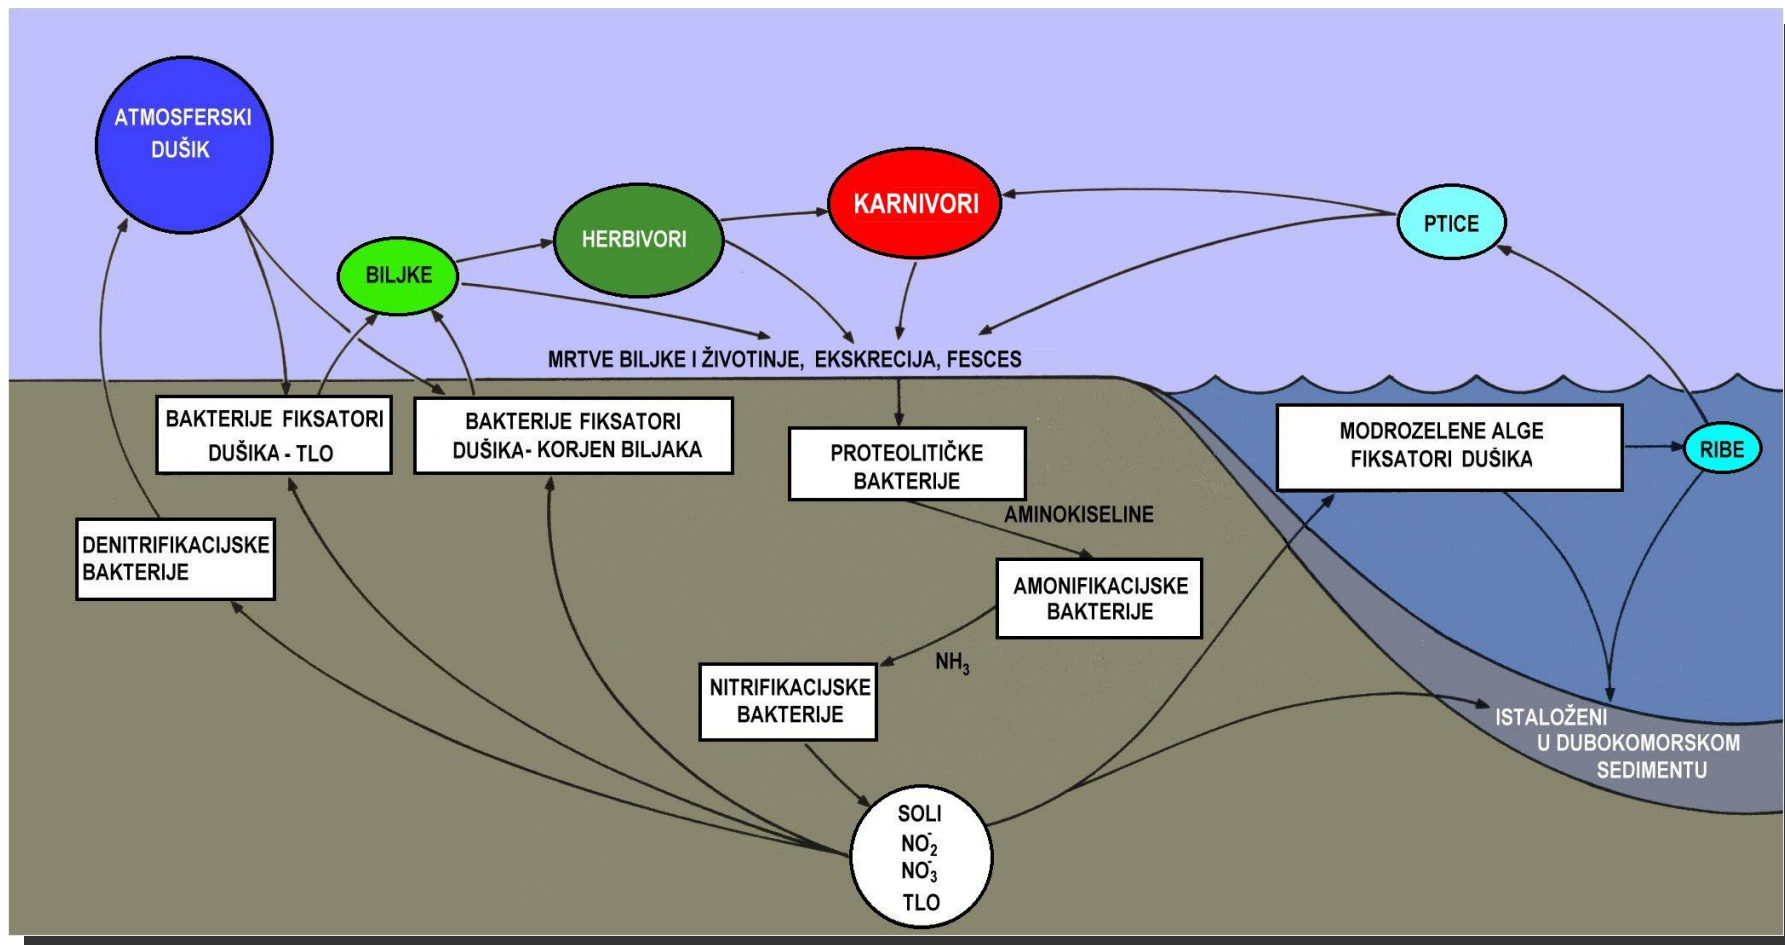 ATMOSFERSKI
DUŠIK
BILJKE
HERBIVORI
KARNIVORI
PTICE
MRTVE BILJKE I ŽIVOTINJE, EKSKRECIJA, FESCES
BAKTERIJE FIKSATORI
DUŠIKA - TLO
BAKTERIJE FIKSATORI
DUŠIKA- KORJEN BILJAKA
PROTEOLITIČKE
BAKTERIJE
MODROZELENE ALGE
FIKSATORI DUŠIKA
RIBE
AMINOKISELINE
DENITRIFIKACIJSKE
BAKTERIJE
AMONIFIKACIJSKE
BAKTERIJE
NH₃
NITRIFIKACIJSKE
BAKTERIJE
ISTALOŽENI
U DUBOKOMORSKOM
SEDIMENTU
SOLI
NO₂⁻
NO₃⁻
TLO